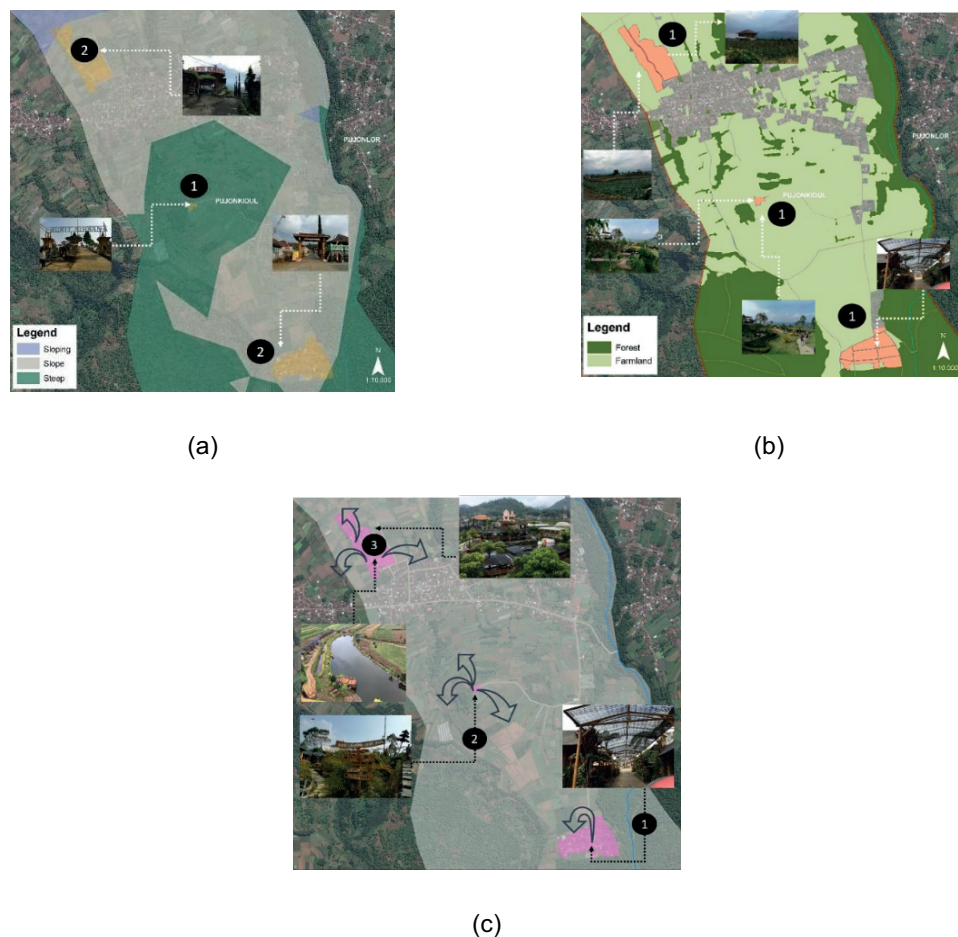 2
1
PUJONLOR
PUJONKIDUL
2
Legend
Sloping
Slope
Steep
N
1:10.000
(a)
1
PUJONLOR
PUJONKIDUL
1
1
Legend
Forest
Farmland
N
1:10.000
(b)
3
2
1
(c)